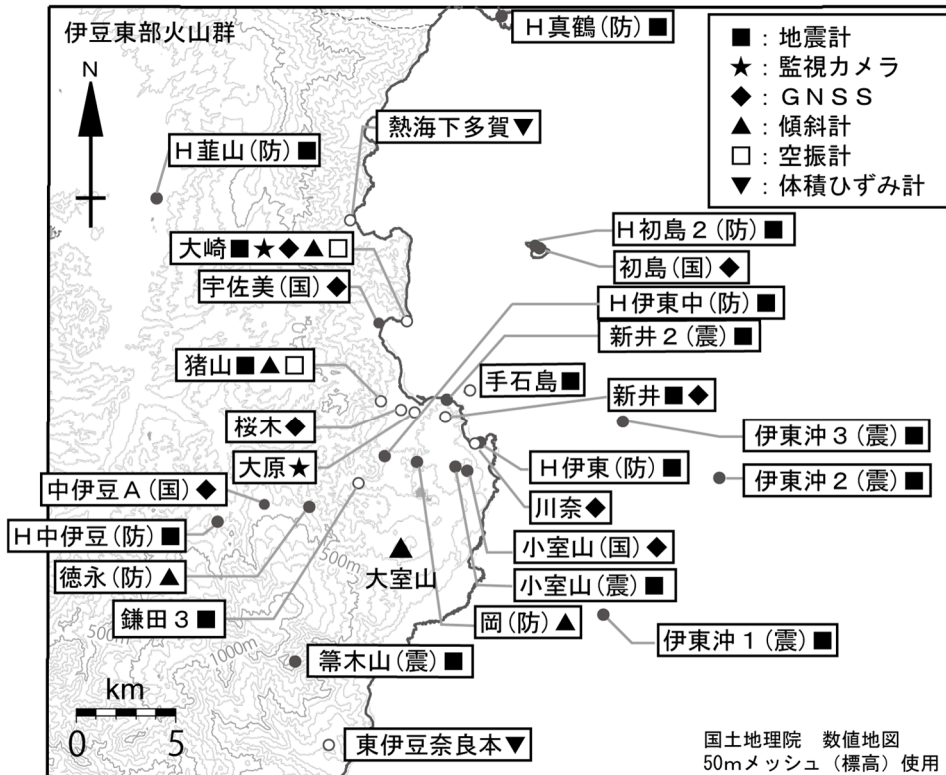 伊豆東部火山群
N
H真鶴(防)■
■：地震計
★：監視カメラ
◆：GNSS
▲：傾斜計
□：空振計
▼：体積ひずみ計
熱海下多賀▼
H韮山(防)■
H初島2(防)■
大崎■★◆▲□
初島(国)◆
宇佐美(国)◆
H伊東中(防)■
新井2(震)■
猪山■▲□
手石島■
新井■◆
桜木◆
伊東沖3(震)■
大原★
H伊東(防)■
伊東沖2(震)■
中伊豆A(国)◆
川奈◆
H中伊豆(防)■
小室山(国)◆
500m
徳永(防)▲
大室山
小室山(震)■
鎌田3■
岡(防)▲
500m
1000m
伊東沖1(震)■
箒木山(震)■
km
0 5
東伊豆奈良本▼
国土地理院　数値地図
50mメッシュ（標高）使用